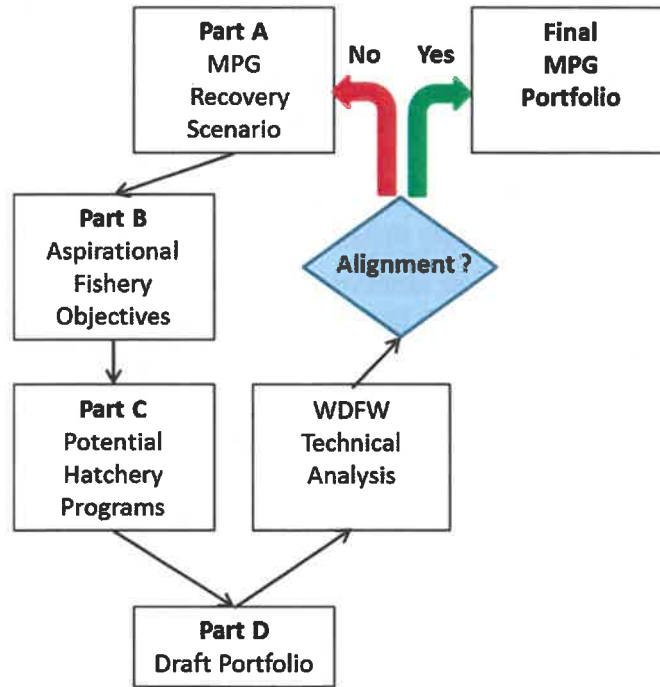 Part A
MPG
Recovery
Scenario
No
Yes
Final
MPG
Portfolio
Part B
Aspirational
Fishery
Objectives
Alignment ?
Part C
Potential
Hatchery
Programs
WDFW
Technical
Analysis
Part D
Draft Portfolio